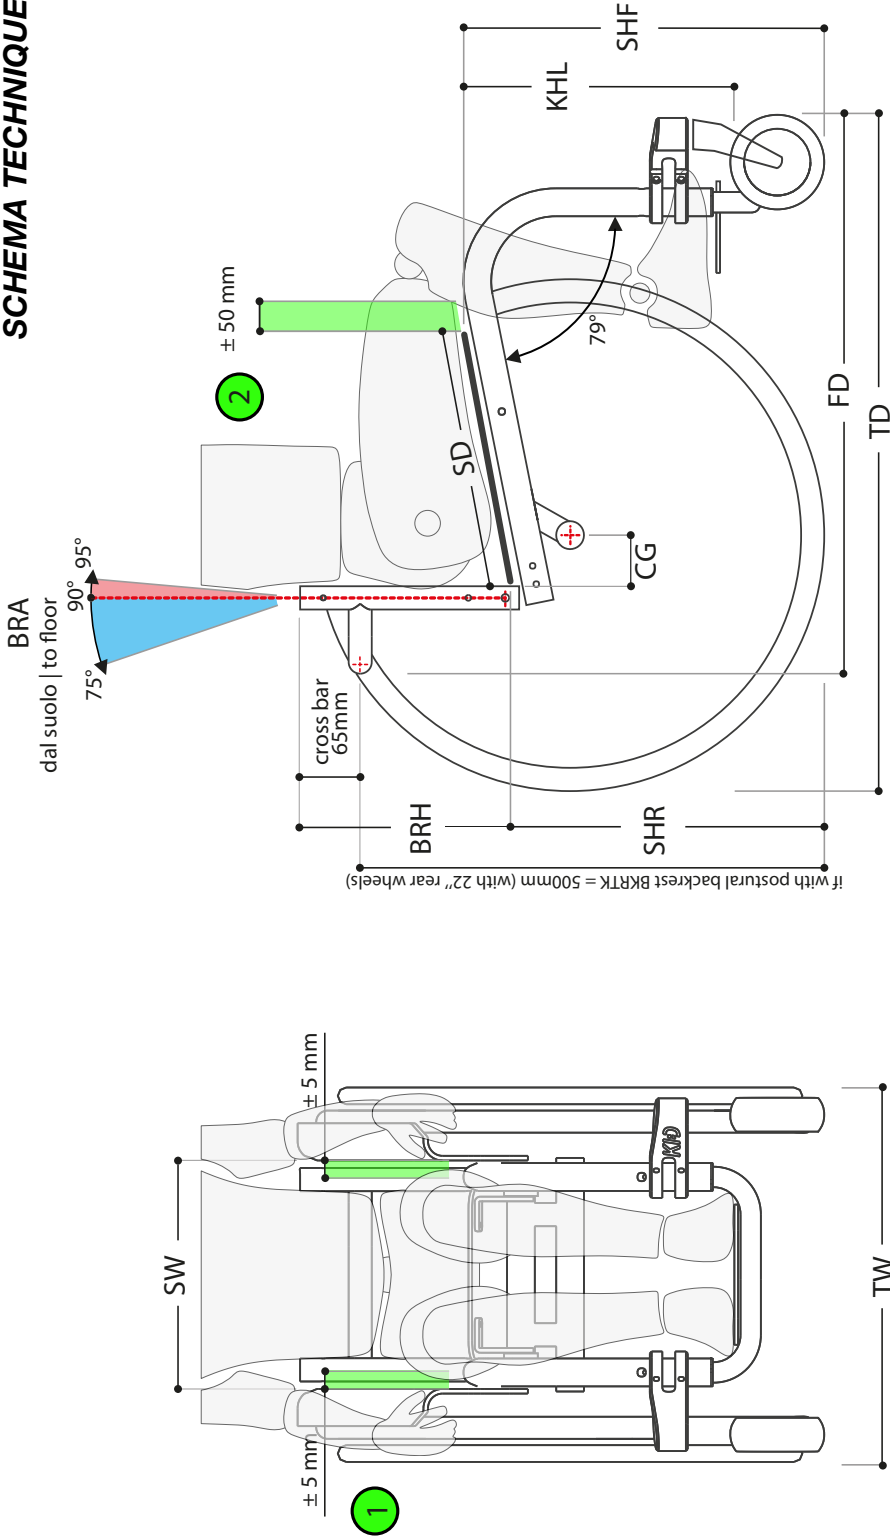 SCHEMA TECHNIQUE
BRA
dal suolo | to floor
75°
90°
95°
2
± 50 mm
SD
79°
KHL
SHF
CG
cross bar
65mm
BRH
SHR
FD
TD
if with postural backrest BKRTK = 500mm (with 22" rear wheels)
1
± 5 mm
± 5 mm
SW
KID
TW